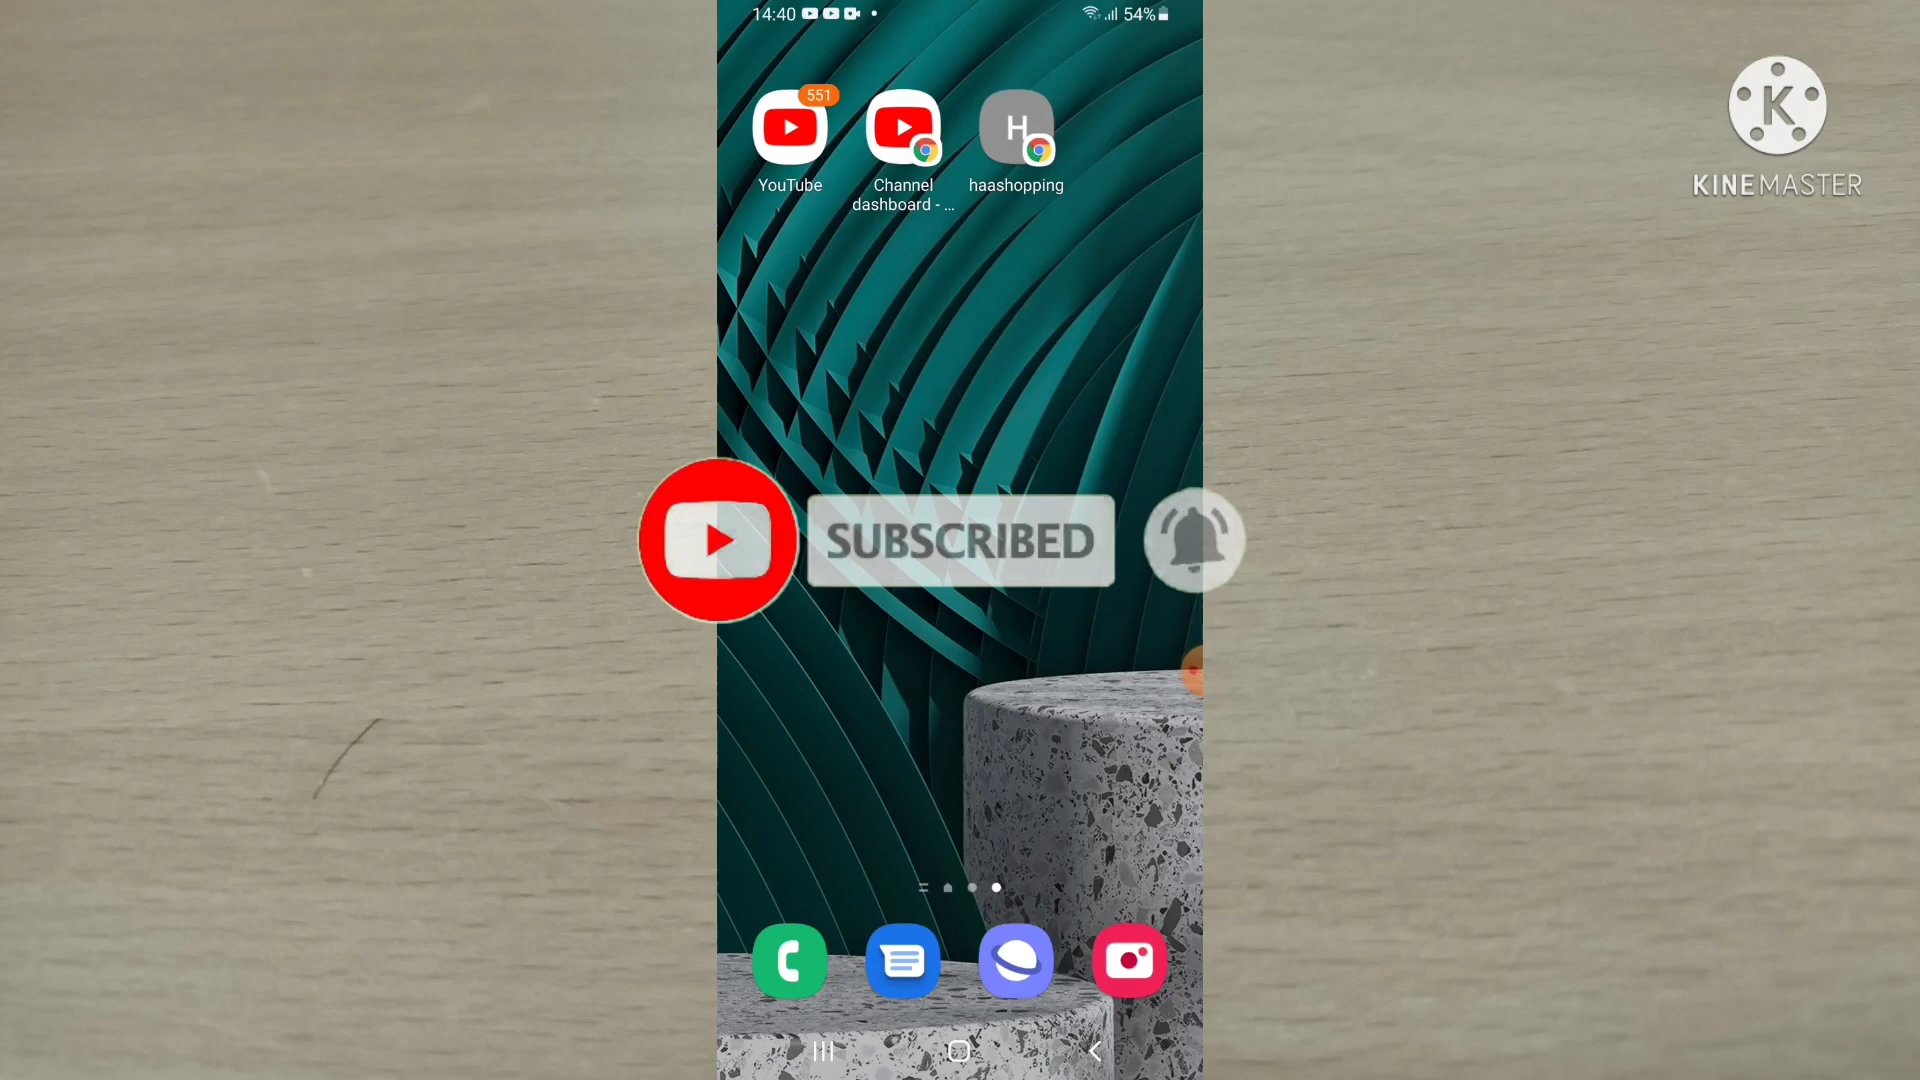 14:40
54%
551
YouTube
Channel
dashboard - ...
H
haashopping
K
KINEMASTER
SUBSCRIBED